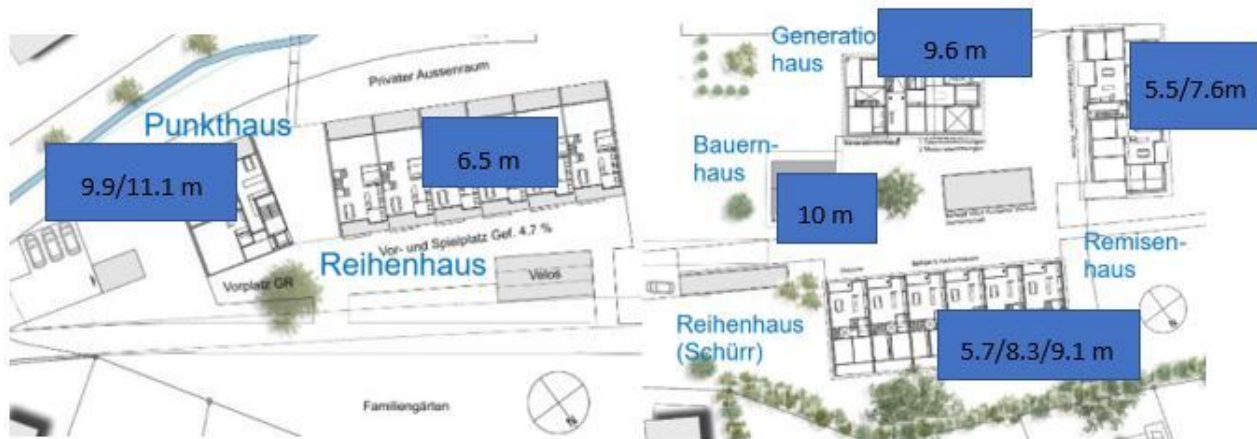 Privater Aussenraum
Punkthaus
6.5 m
9.9/11.1 m
Vor- und Spielplatz Gef. 4.7 %
Reihenhaus
Velos
Vorplatz GR
Familiengärten
N
Generatio
haus
9.6 m
5.5/7.6m
Bauern-
haus
10 m
Remisen-
haus
Reihenhaus
(Schürr)
5.7/8.3/9.1 m